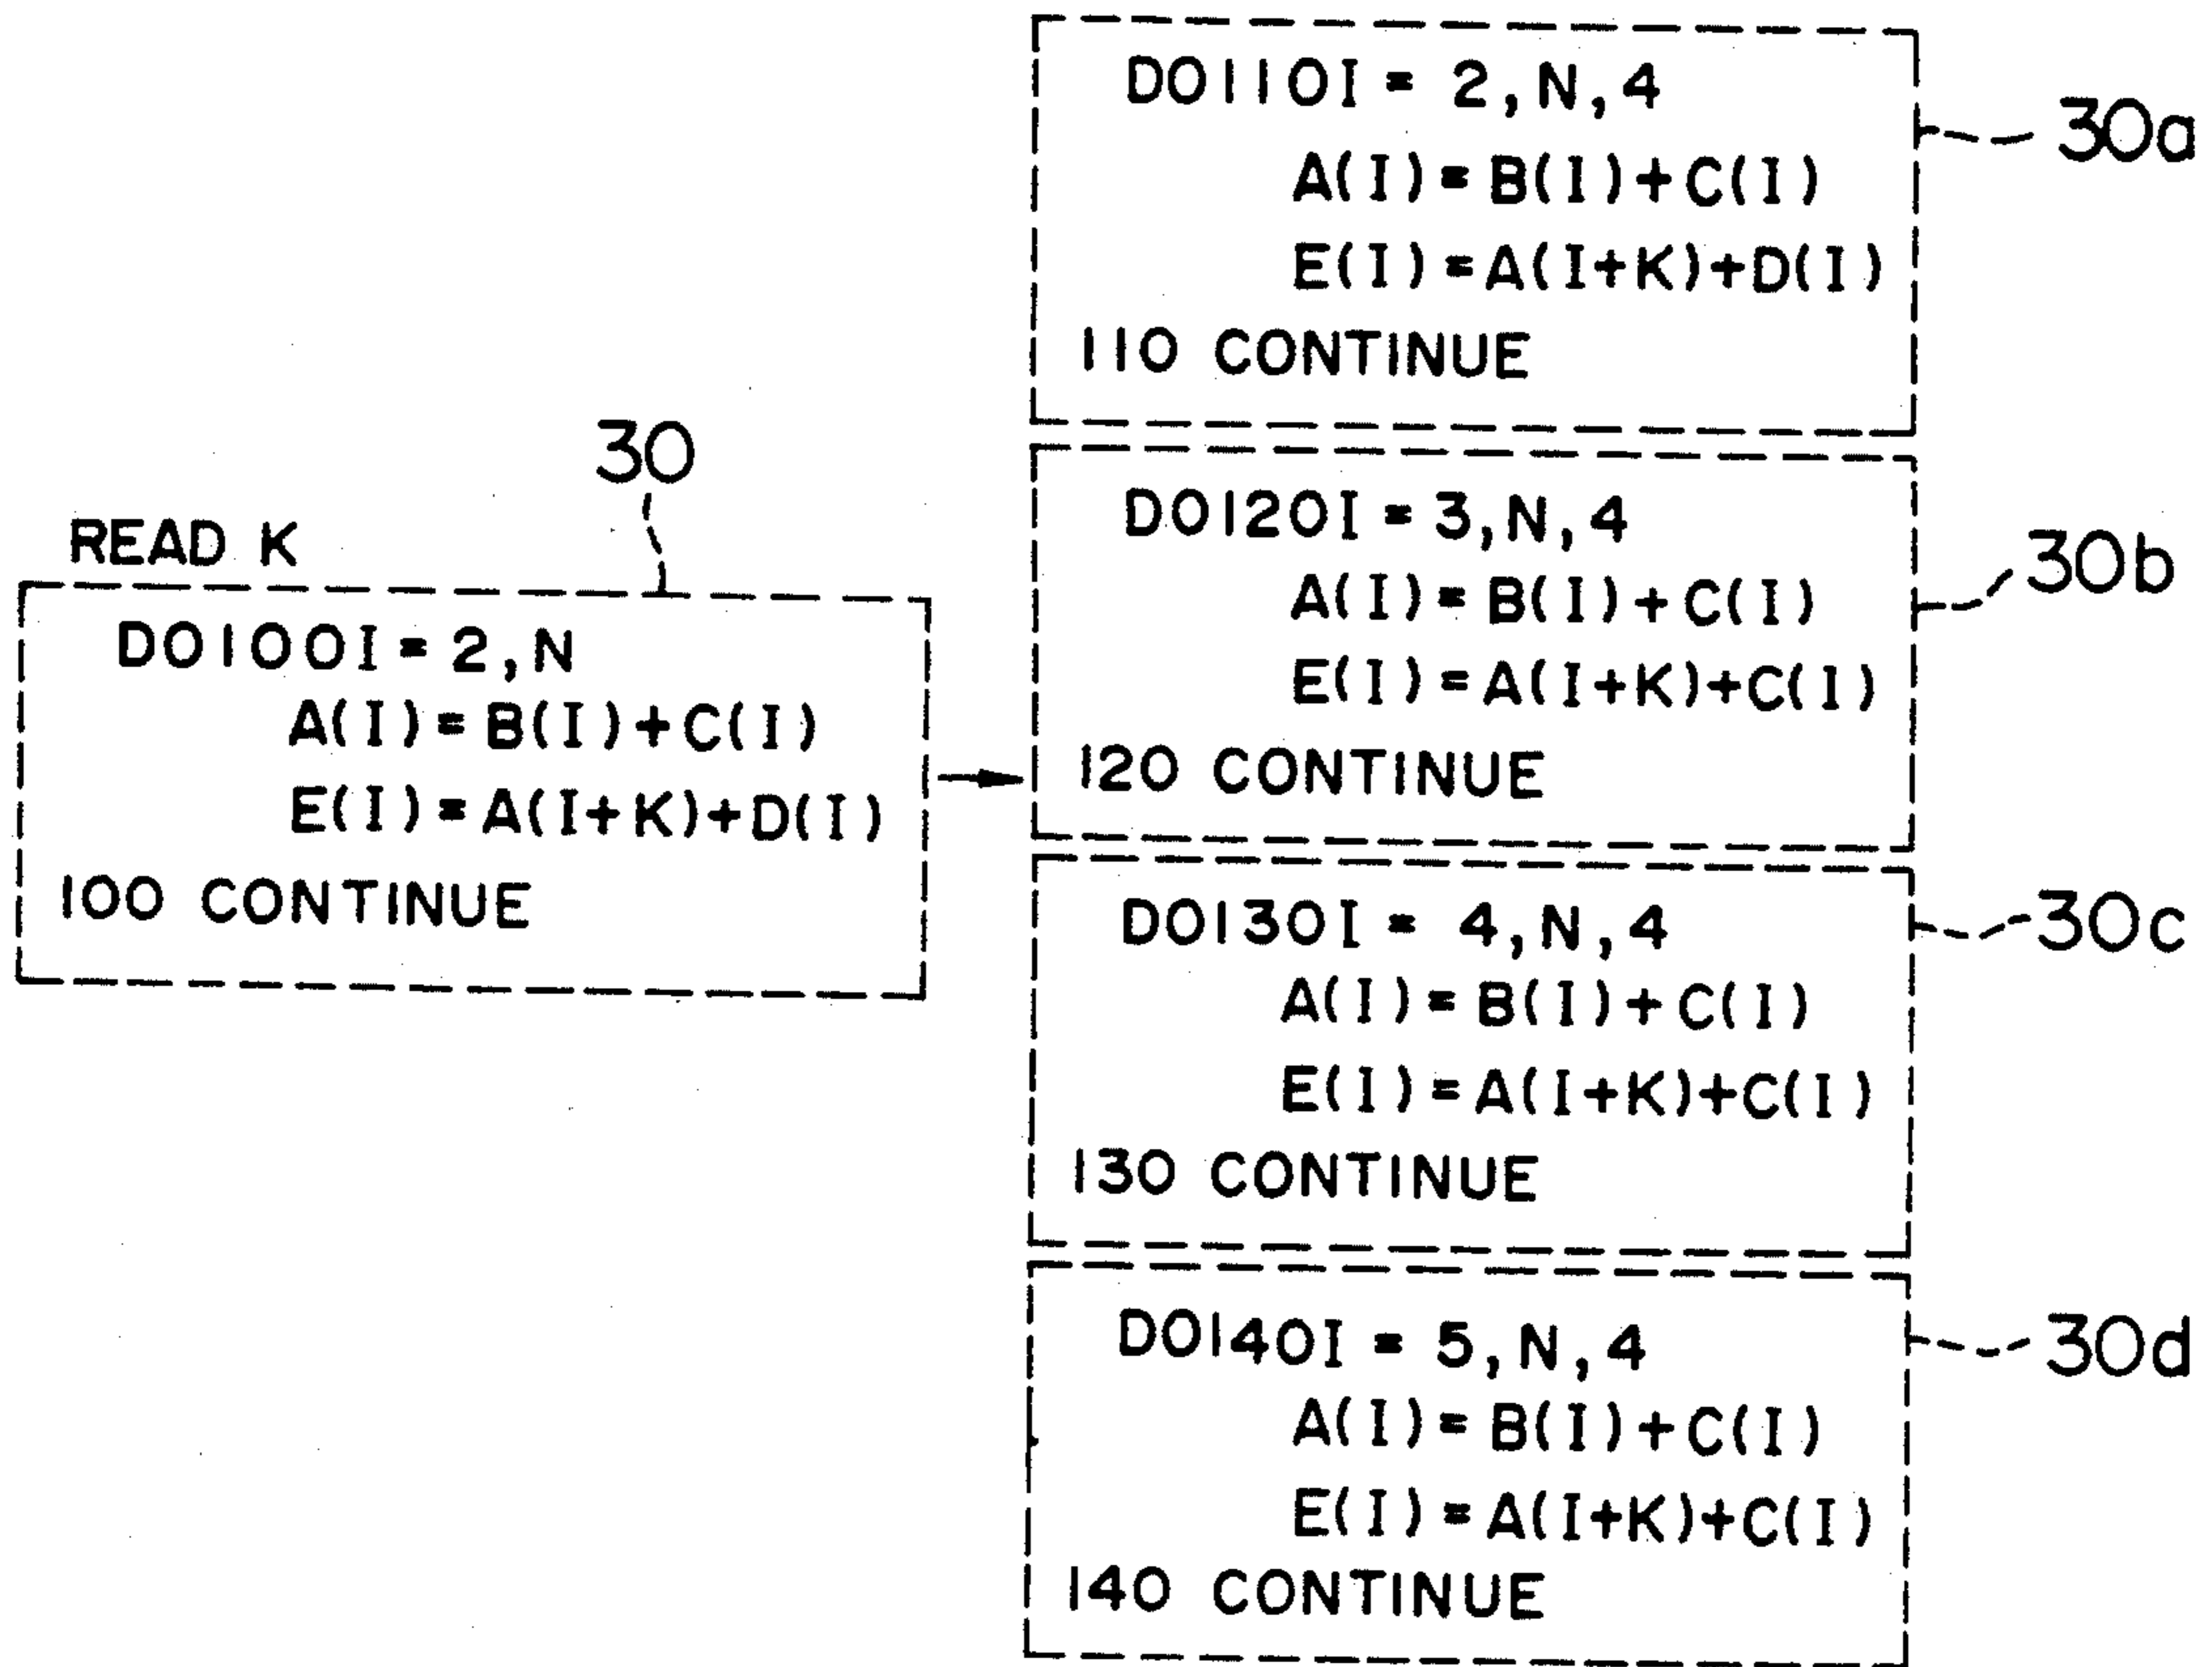 30
READ K
DO100I = 2,N
A(I) = B(I)+C(I)
E(I) = A(I+K)+D(I)
100 CONTINUE
DO110I = 2,N,4
A(I) = B(I)+C(I)
E(I) = A(I+K)+D(I)
110 CONTINUE
30a
DO120I = 3,N,4
A(I) = B(I)+C(I)
E(I) = A(I+K)+C(I)
120 CONTINUE
30b
DO130I = 4,N,4
A(I) = B(I)+C(I)
E(I) = A(I+K)+C(I)
130 CONTINUE
30c
DO140I = 5,N,4
A(I) = B(I)+C(I)
E(I) = A(I+K)+C(I)
140 CONTINUE
30d